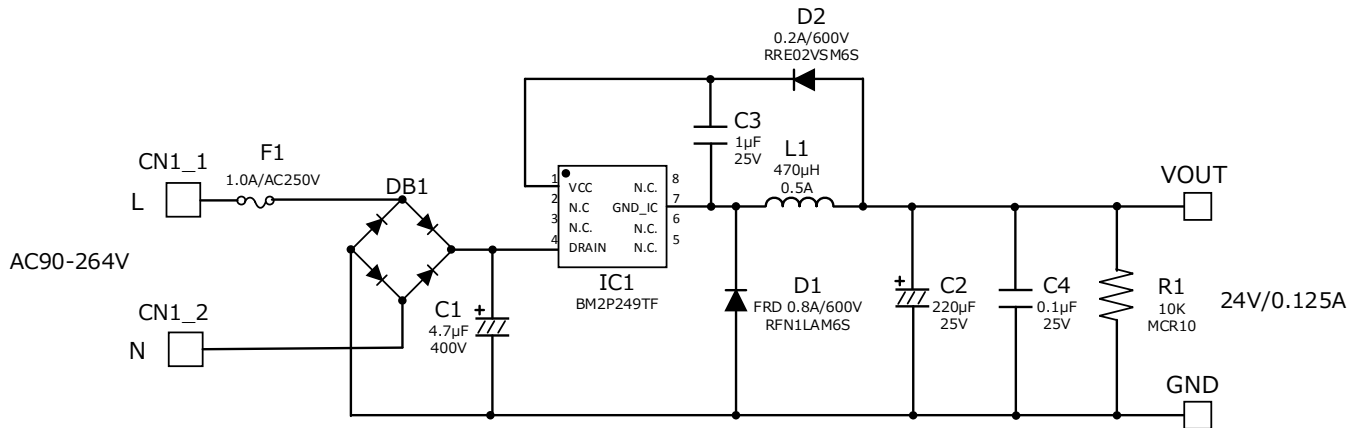 D2
0.2A/600V
RRE02VSM6S
C3
1µF
25V
L1
470µH
0.5A
CN1_1
L
F1
1.0A/AC250V
DB1
1 VCC N.C. 8
2 N.C GND_IC 7
3 N.C. N.C. 6
4 DRAIN N.C. 5
IC1
BM2P249TF
VOUT
AC90-264V
CN1_2
N
+
C1
4.7µF
400V
D1
FRD 0.8A/600V
RFN1LAM6S
+
C2
220µF
25V
C4
0.1µF
25V
R1
10K
MCR10
24V/0.125A
GND